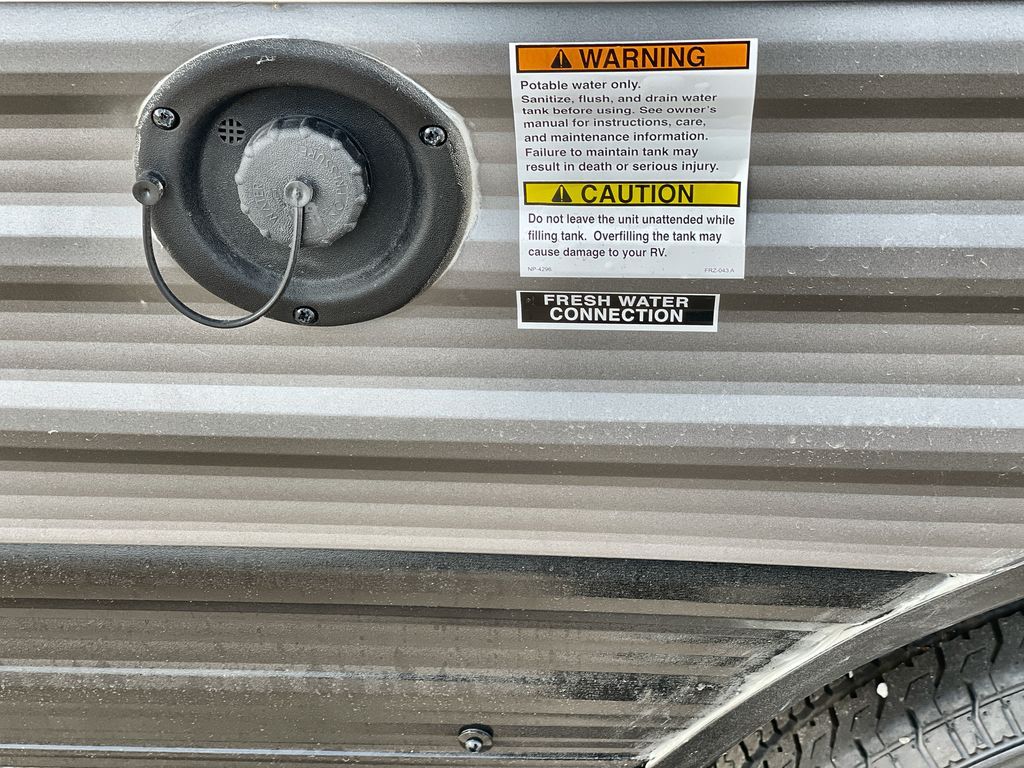 WARNING
Potable water only.
Sanitize, flush, and drain water
tank before using. See owner's
manual for instructions, care,
and maintenance information.
Failure to maintain tank may
result in death or serious injury.
CAUTION
Do not leave the unit unattended while
filling tank. Overfilling the tank may
cause damage to your RV.
NP-4296 FRZ-043 A
FRESH WATER
CONNECTION